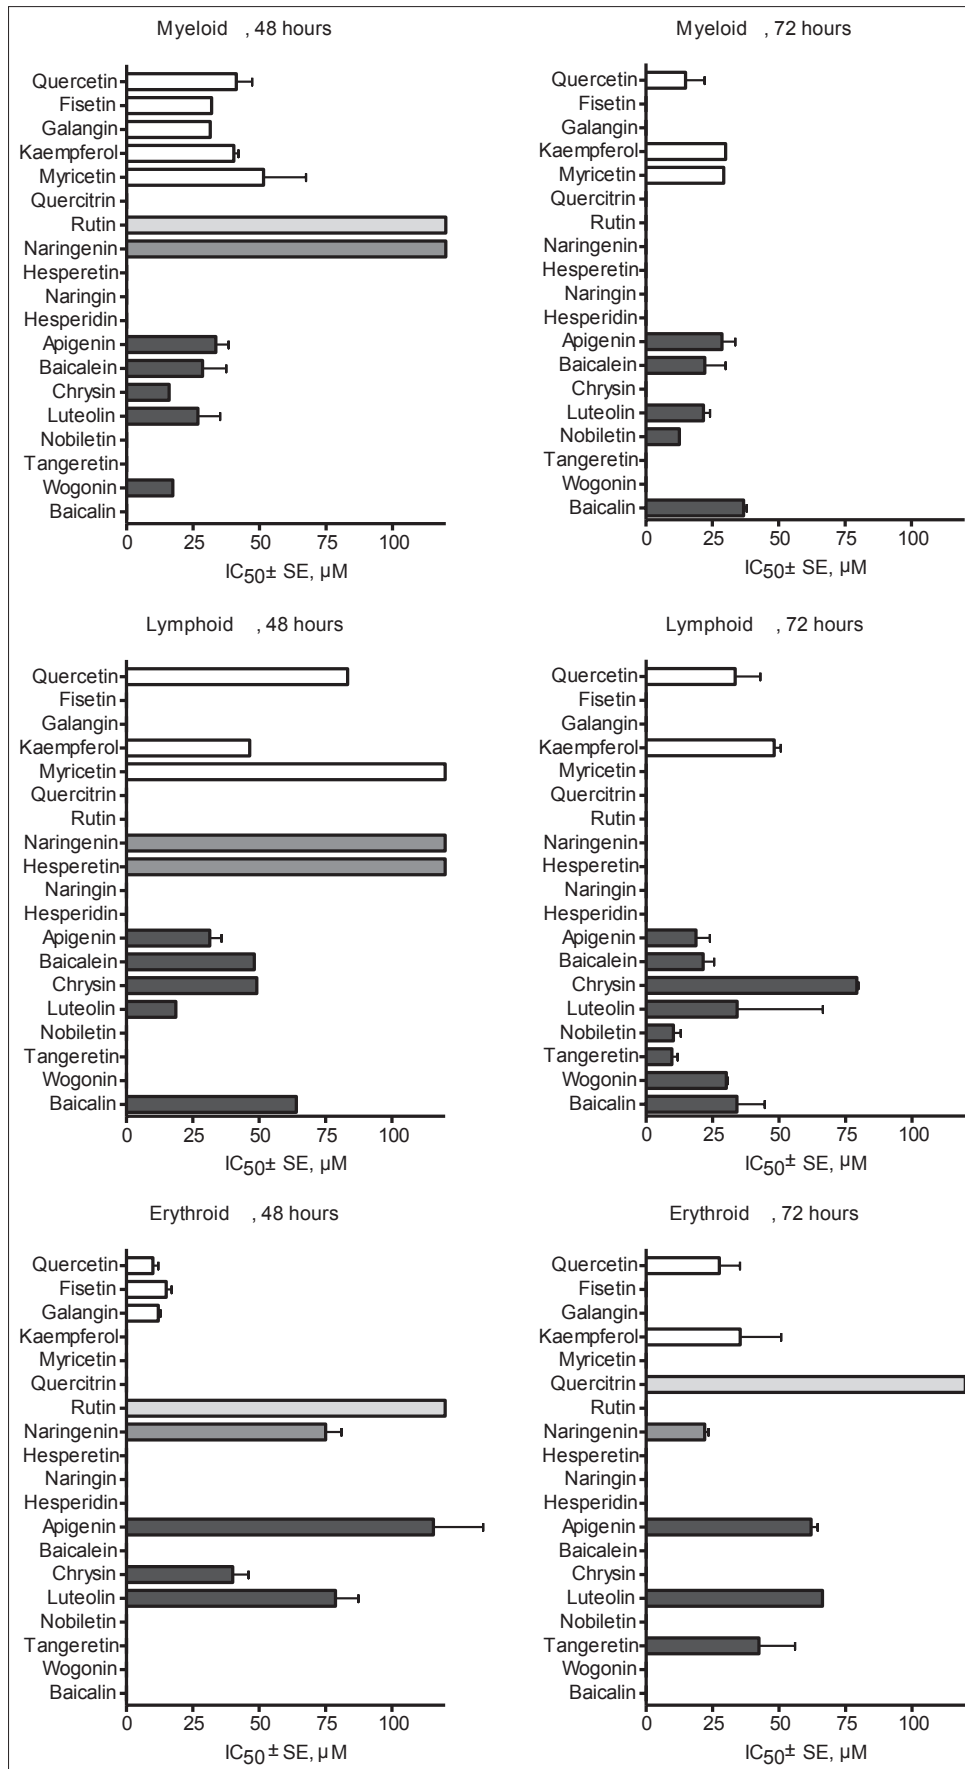 Myeloid , 48 hours
Quercetin
Fisetin
Galangin
Kaempferol
Myricetin
Quercitrin
Rutin
Naringenin
Hesperetin
Naringin
Hesperidin
Apigenin
Baicalein
Chrysin
Luteolin
Nobiletin
Tangeretin
Wogonin
Baicalin
0 25 50 75 100
IC50± SE, µM
Myeloid , 72 hours
Quercetin
Fisetin
Galangin
Kaempferol
Myricetin
Quercitrin
Rutin
Naringenin
Hesperetin
Naringin
Hesperidin
Apigenin
Baicalein
Chrysin
Luteolin
Nobiletin
Tangeretin
Wogonin
Baicalin
0 25 50 75 100
IC50± SE, µM
Lymphoid , 48 hours
Quercetin
Fisetin
Galangin
Kaempferol
Myricetin
Quercitrin
Rutin
Naringenin
Hesperetin
Naringin
Hesperidin
Apigenin
Baicalein
Chrysin
Luteolin
Nobiletin
Tangeretin
Wogonin
Baicalin
0 25 50 75 100
IC50± SE, µM
Lymphoid , 72 hours
Quercetin
Fisetin
Galangin
Kaempferol
Myricetin
Quercitrin
Rutin
Naringenin
Hesperetin
Naringin
Hesperidin
Apigenin
Baicalein
Chrysin
Luteolin
Nobiletin
Tangeretin
Wogonin
Baicalin
0 25 50 75 100
IC50± SE, µM
Erythroid , 48 hours
Quercetin
Fisetin
Galangin
Kaempferol
Myricetin
Quercitrin
Rutin
Naringenin
Hesperetin
Naringin
Hesperidin
Apigenin
Baicalein
Chrysin
Luteolin
Nobiletin
Tangeretin
Wogonin
Baicalin
0 25 50 75 100
IC50± SE, µM
Erythroid , 72 hours
Quercetin
Fisetin
Galangin
Kaempferol
Myricetin
Quercitrin
Rutin
Naringenin
Hesperetin
Naringin
Hesperidin
Apigenin
Baicalein
Chrysin
Luteolin
Nobiletin
Tangeretin
Wogonin
Baicalin
0 25 50 75 100
IC50± SE, µM